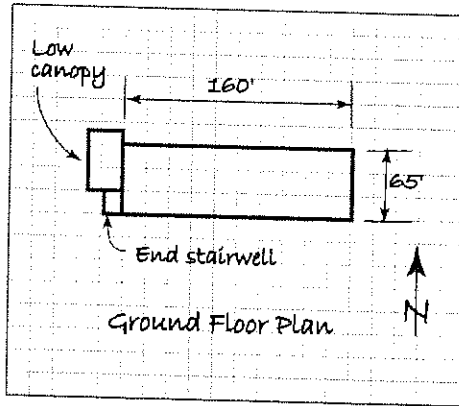 Low
canopy
160'
65'
End stairwell
N
Ground Floor Plan